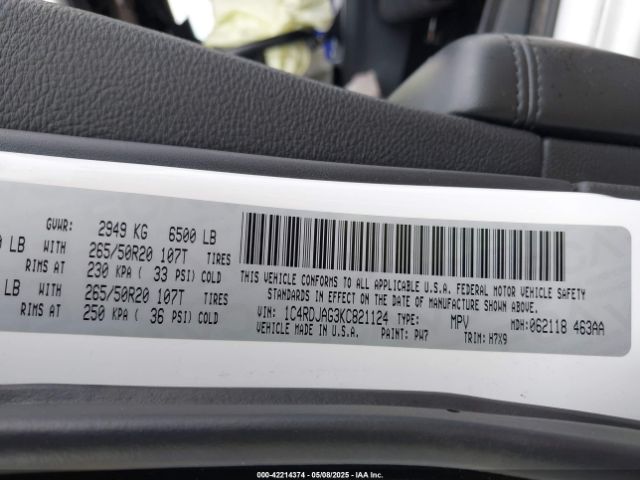 GVWR: 2949 KG 6500 LB
LB WITH 265/50R20 107T TIRES
RIMS AT 230 KPA ( 33 PSI) COLD
LB WITH 265/50R20 107T TIRES
RIMS AT 250 KPA ( 36 PSI) COLD
THIS VEHICLE CONFORMS TO ALL APPLICABLE U.S.A. FEDERAL MOTOR VEHICLE SAFETY
STANDARDS IN EFFECT ON THE DATE OF MANUFACTURE SHOWN ABOVE.
VIN: 1C4RDJAG3KC821124 TYPE: MPV MDH: 062118 463AA
VEHICLE MADE IN U.S.A. PAINT: PW7 TRIM: H7X9
000-42214374 | 05/08/2025 | IAA Inc.